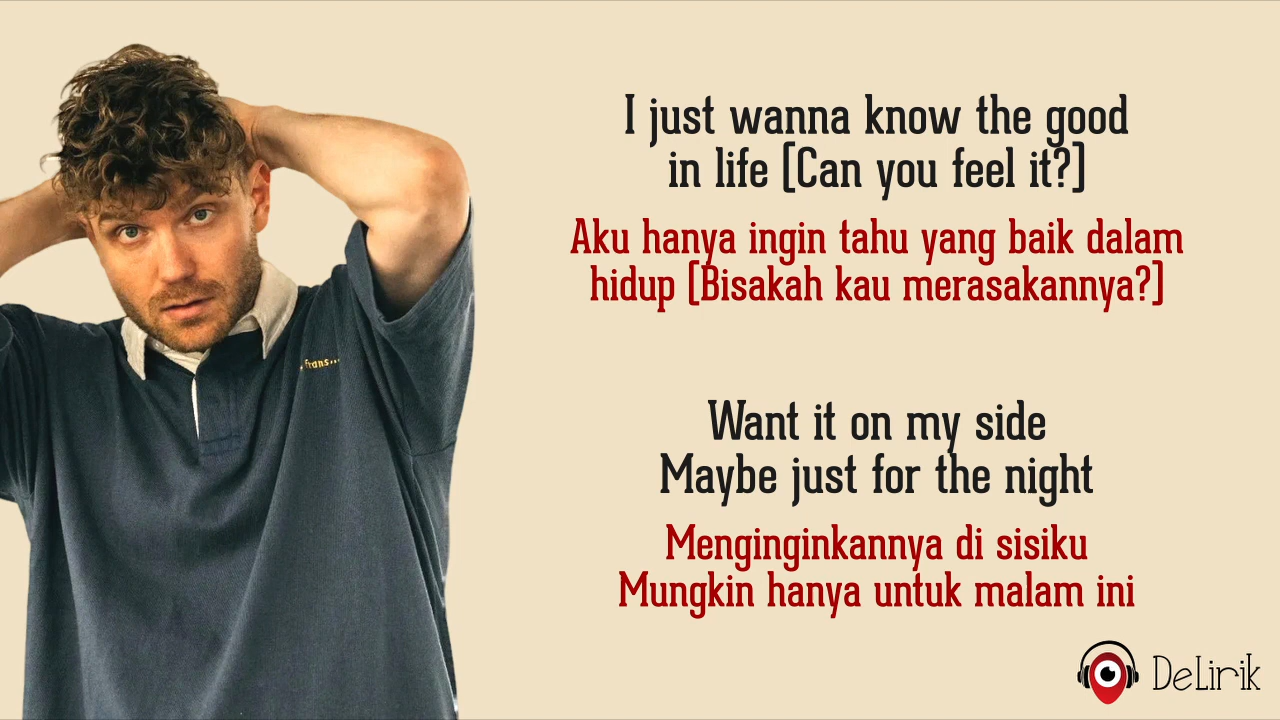 I just wanna know the good
in life (Can you feel it?)
Aku hanya ingin tahu yang baik dalam
hidup (Bisakah kau merasakannya?)
Want it on my side
Maybe just for the night
Menginginkannya di sisiku
Mungkin hanya untuk malam ini
DeLirik